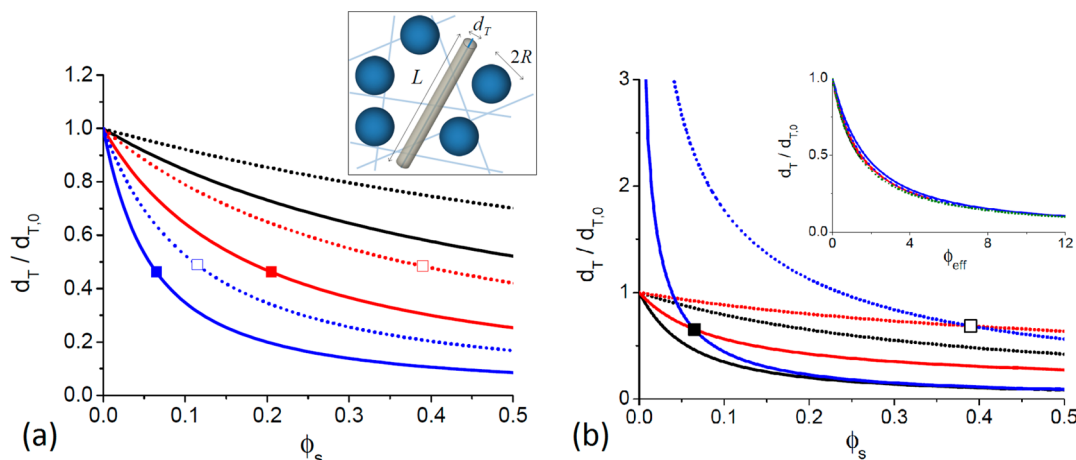 1.2
1.0
0.8
0.6
0.4
0.2
0.0
d_T / d_T,0
0.0 0.1 0.2 0.3 0.4 0.5
ϕ_s
(a)
d_T
2R
L
3
2
1
0
d_T / d_T,0
0.0 0.1 0.2 0.3 0.4 0.5
ϕ_s
(b)
1.0
0.5
0.0
d_T / d_T,0
0 4 8 12
ϕ_eff